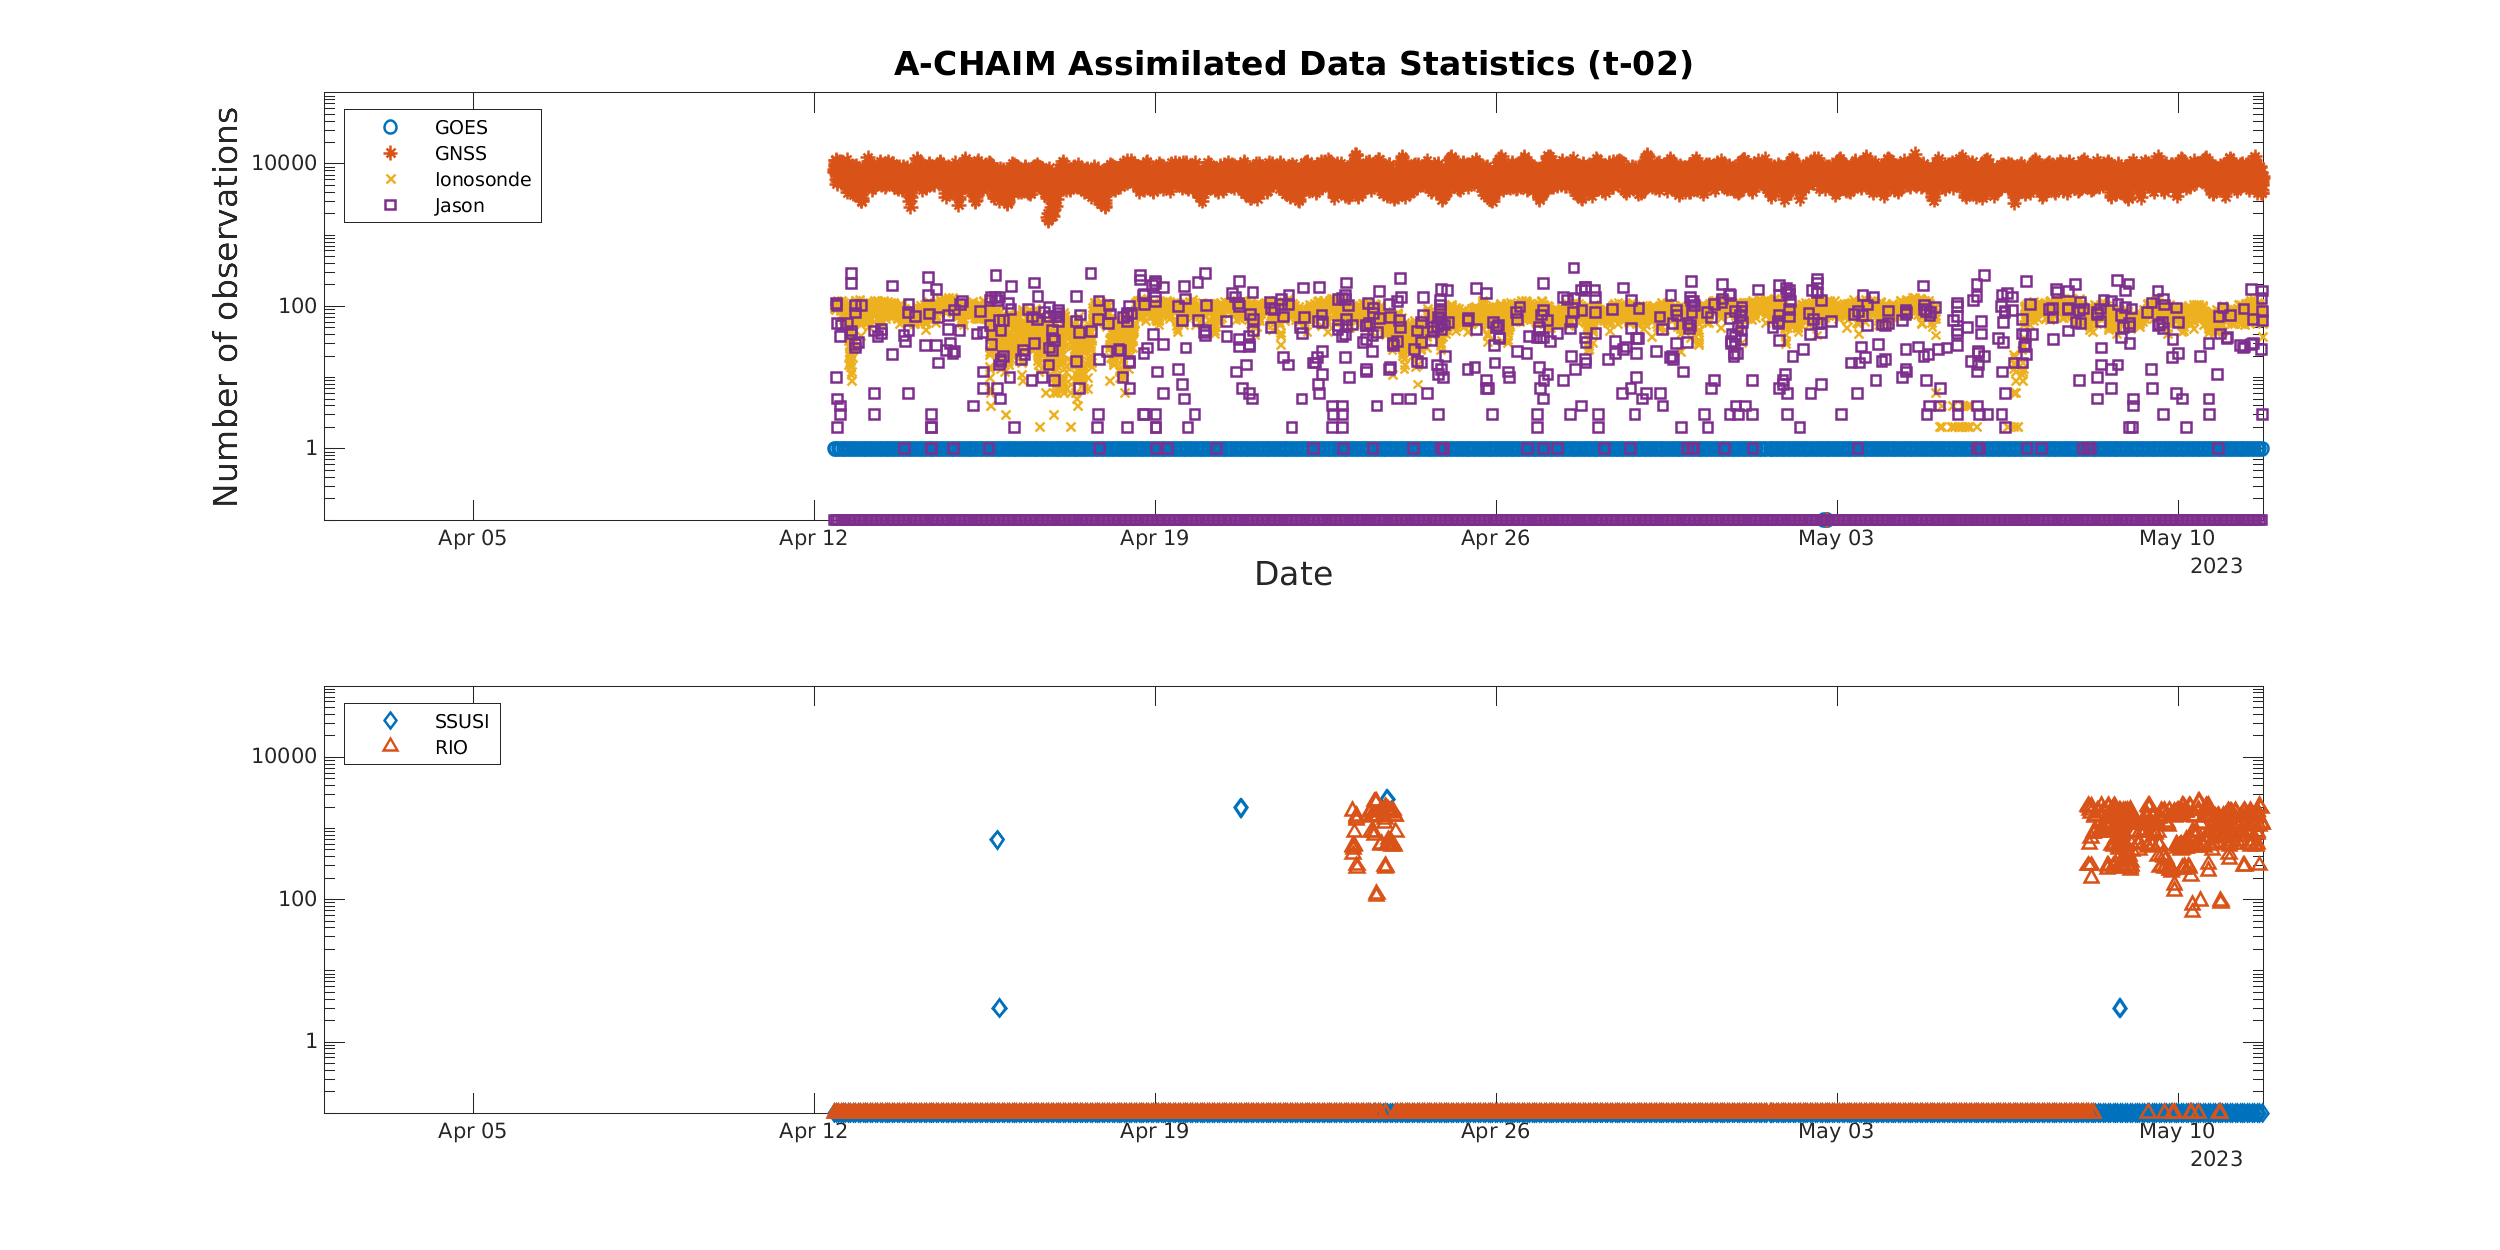 A-CHAIM Assimilated Data Statistics (t-02)
Number of observations
GOES
GNSS
Ionosonde
Jason
10000
100
1
Apr 05 Apr 12 Apr 19 Apr 26 May 03 May 10
2023
Date
SSUSI
RIO
10000
100
1
Apr 05 Apr 12 Apr 19 Apr 26 May 03 May 10
2023